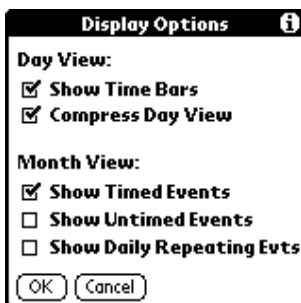 Display Options i
Day View:
Show Time Bars
Compress Day View
Month View:
Show Timed Events
Show Untimed Events
Show Daily Repeating Evts
OK Cancel